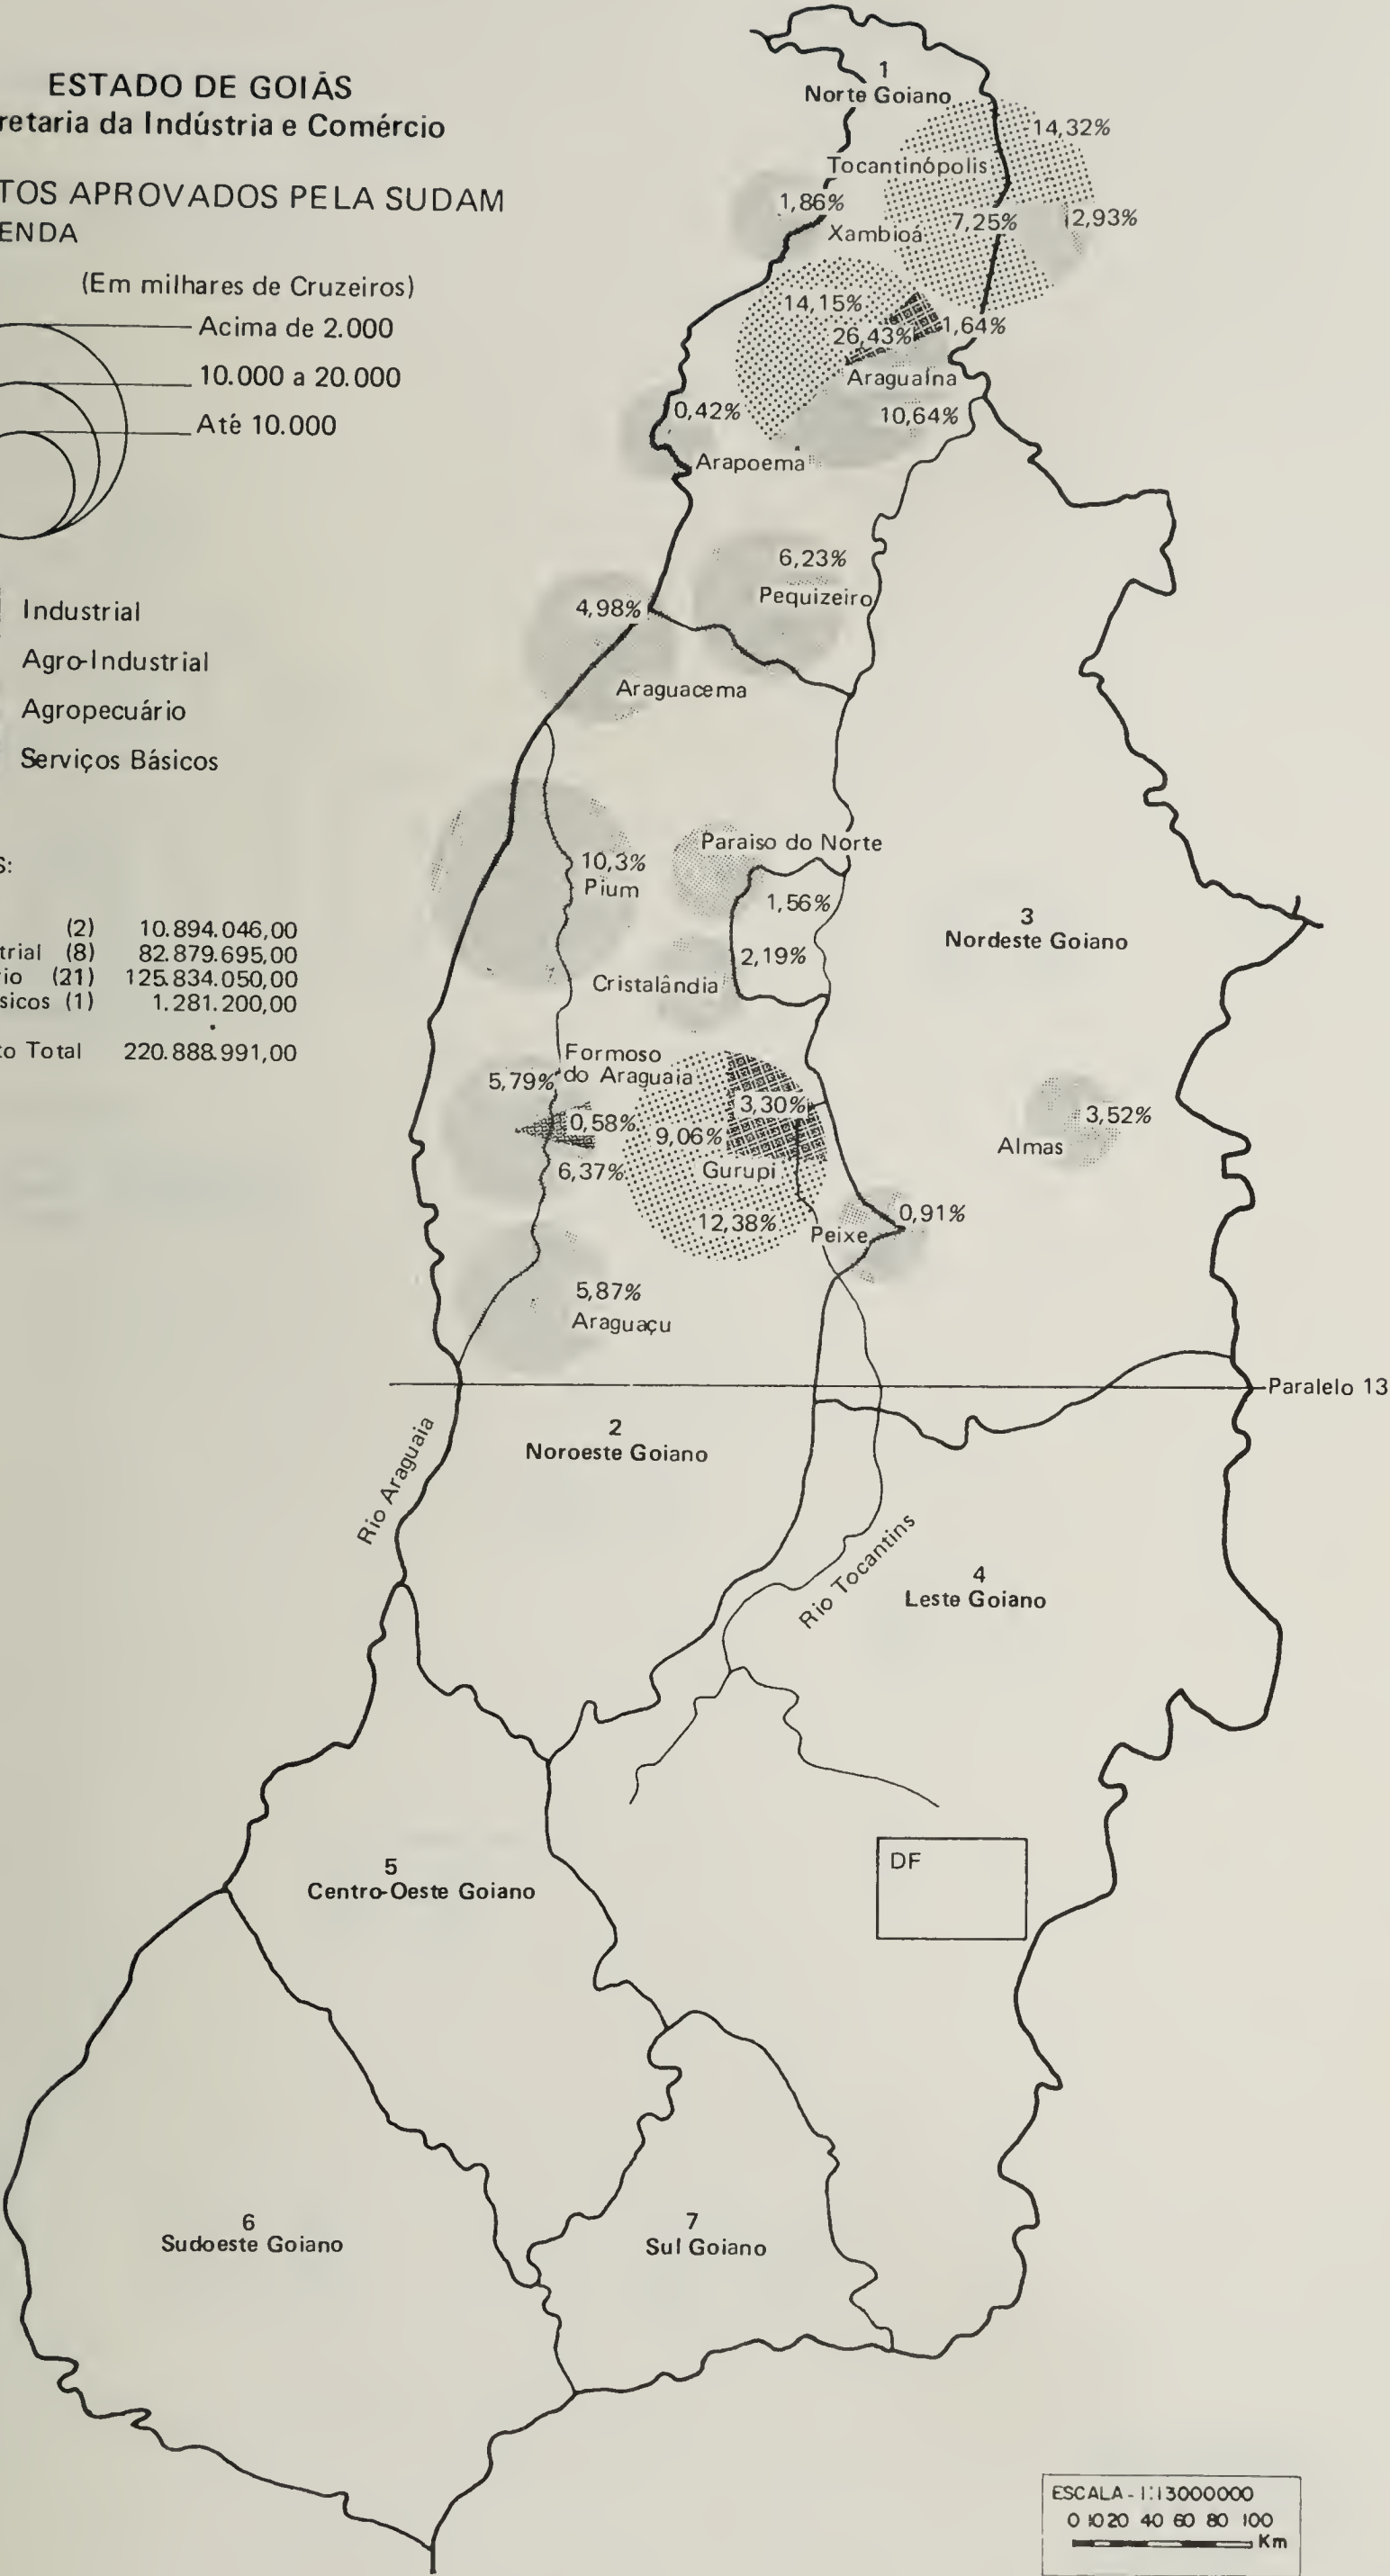 ESTADO DE GOIÁS
retaria da Indústria e Comércio
TOS APROVADOS PELA SUDAM
ENDA
(Em milhares de Cruzeiros)
Acima de 2.000
10.000 a 20.000
Até 10.000
Industrial
Agro-Industrial
Agropecuário
Serviços Básicos
S:
(2) 10.894.046,00
trial (8) 82.879.695,00
io (21) 125.834.050,00
sicos (1) 1.281.200,00
to Total 220.888.991,00
1
Norte Goiano
14,32%
Tocantinópolis
1,86%
7,25%
2,93%
Xambioá
14,15%
26,43%
1,64%
Araguaína
0,42%
10,64%
Arapoema
6,23%
Pequizeiro
4,98%
Araguacema
Paraiso do Norte
10,3%
Pium
1,56%
3
Nordeste Goiano
2,19%
Cristalândia
Formoso
do Araguaia
5,79%
3,30%
0,58%
9,06%
3,52%
Almas
6,37%
Gurupi
12,38%
0,91%
Peixe
5,87%
Araguaçu
Paralelo 13
2
Noroeste Goiano
Rio Araguaia
Rio Tocantins
4
Leste Goiano
DF
5
Centro-Oeste Goiano
6
Sudoeste Goiano
7
Sul Goiano
ESCALA - 1:13000000
0 10 20 40 60 80 100
Km